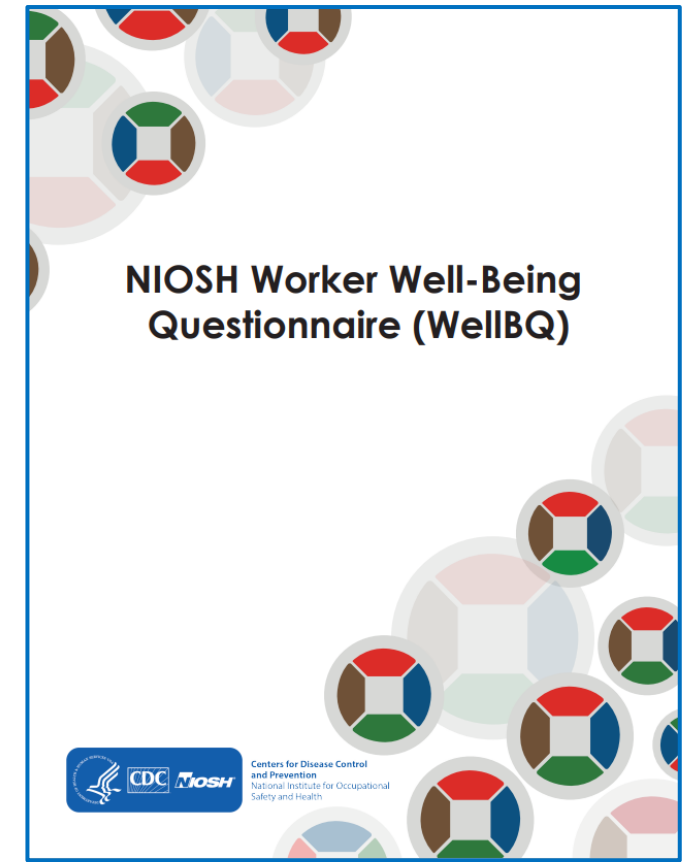 NIOSH Worker Well-Being
Questionnaire (WellBQ)
CDC
NIOSH
Centers for Disease Control
and Prevention
National Institute for Occupational
Safety and Health